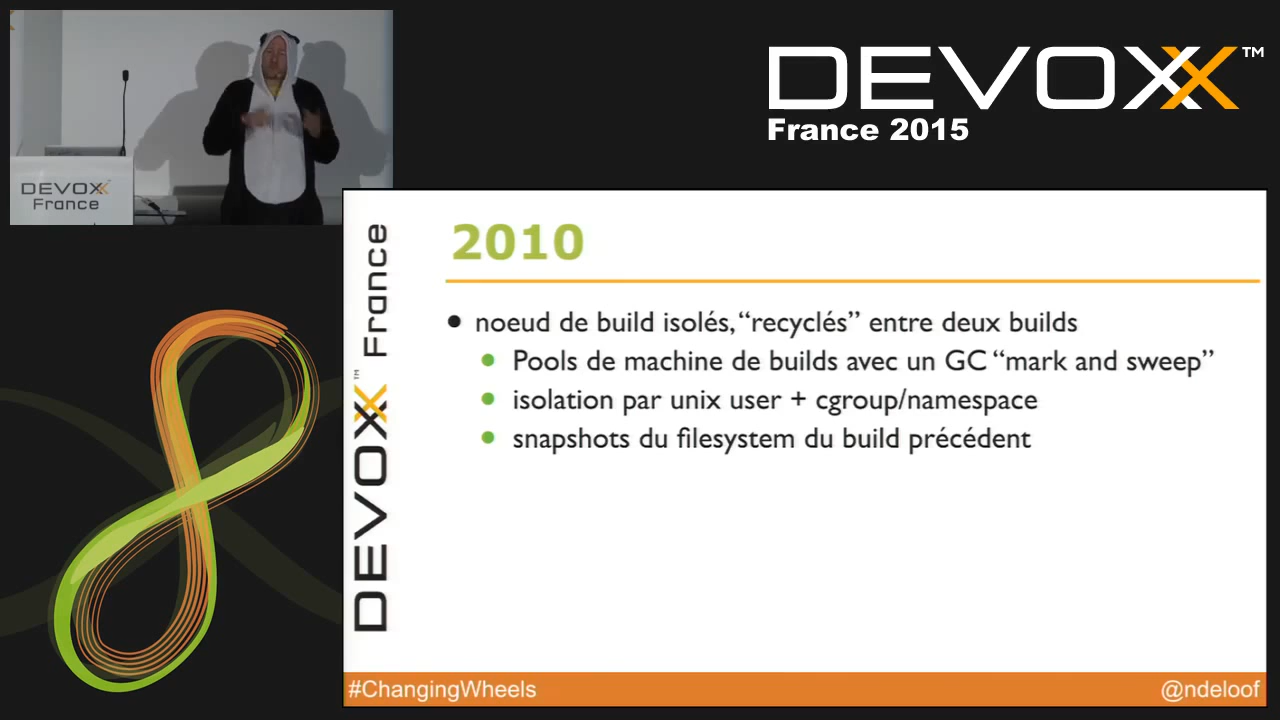 DEVOXX
France
DEVOXX™
France 2015
DEVOXX™ France
2010
• noeud de build isolés, “recyclés” entre deux builds
• Pools de machine de builds avec un GC “mark and sweep”
• isolation par unix user + cgroup/namespace
• snapshots du filesystem du build précédent
#ChangingWheels
@ndeloof